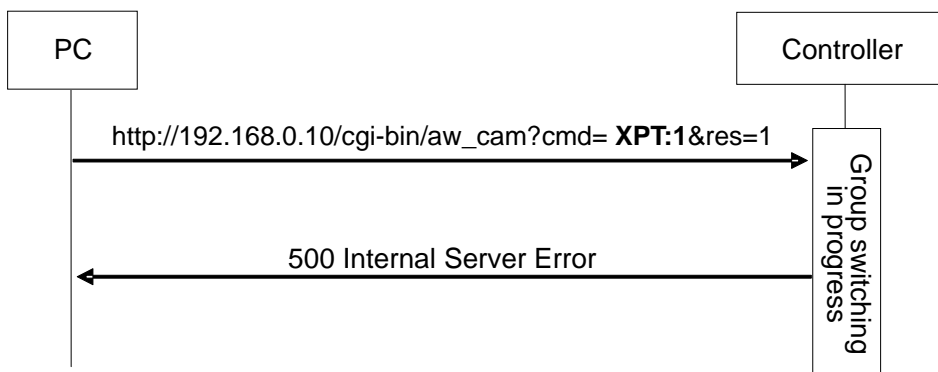 PC
Controller
http://192.168.0.10/cgi-bin/aw_cam?cmd= XPT:1&res=1
Group switching
in progress
500 Internal Server Error